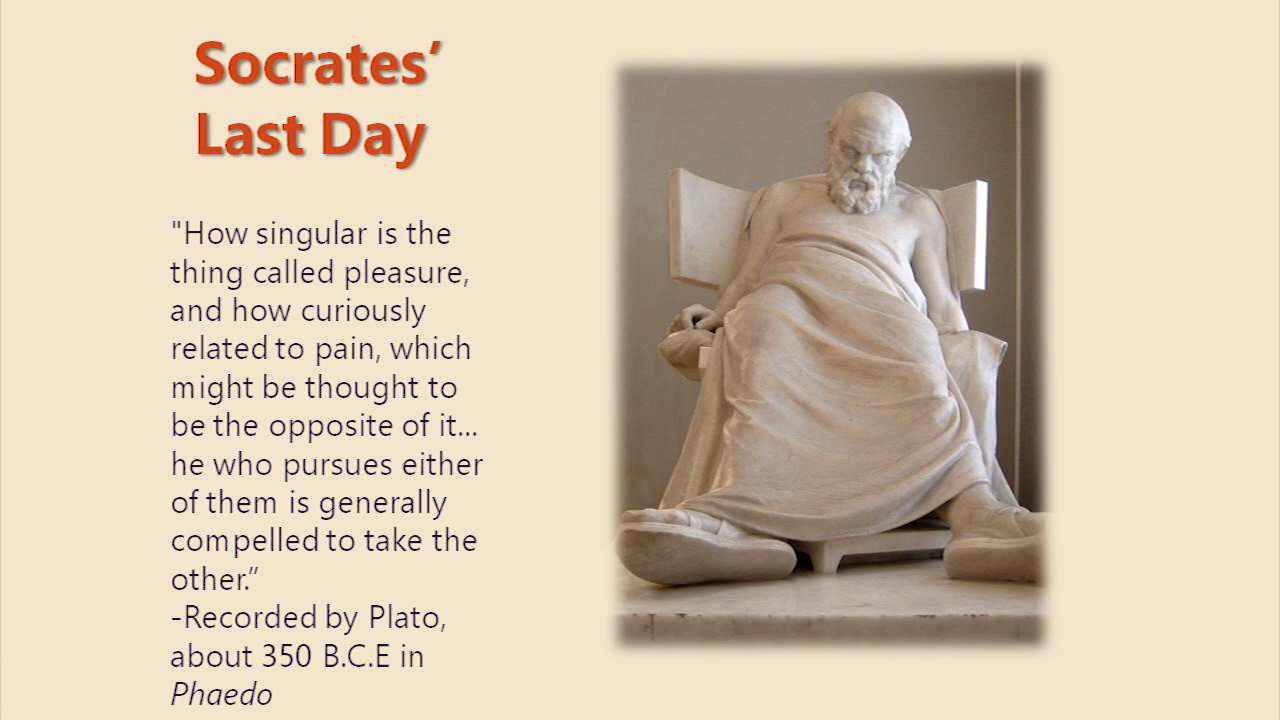 Socrates’
Last Day
"How singular is the
thing called pleasure,
and how curiously
related to pain, which
might be thought to
be the opposite of it...
he who pursues either
of them is generally
compelled to take the
other.”
-Recorded by Plato,
about 350 B.C.E in
Phaedo